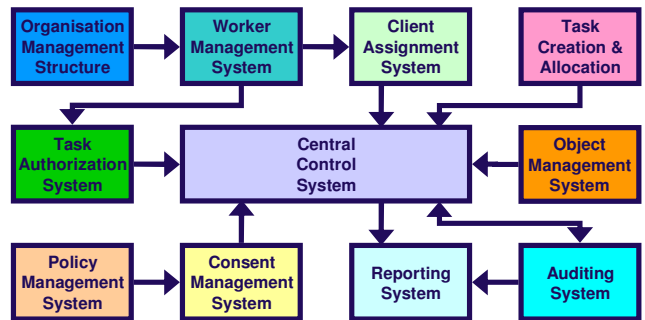 Organisation
Management
Structure
Worker
Management
System
Client
Assignment
System
Task
Creation &
Allocation
Task
Authorization
System
Central
Control
System
Object
Management
System
Policy
Management
System
Consent
Management
System
Reporting
System
Auditing
System